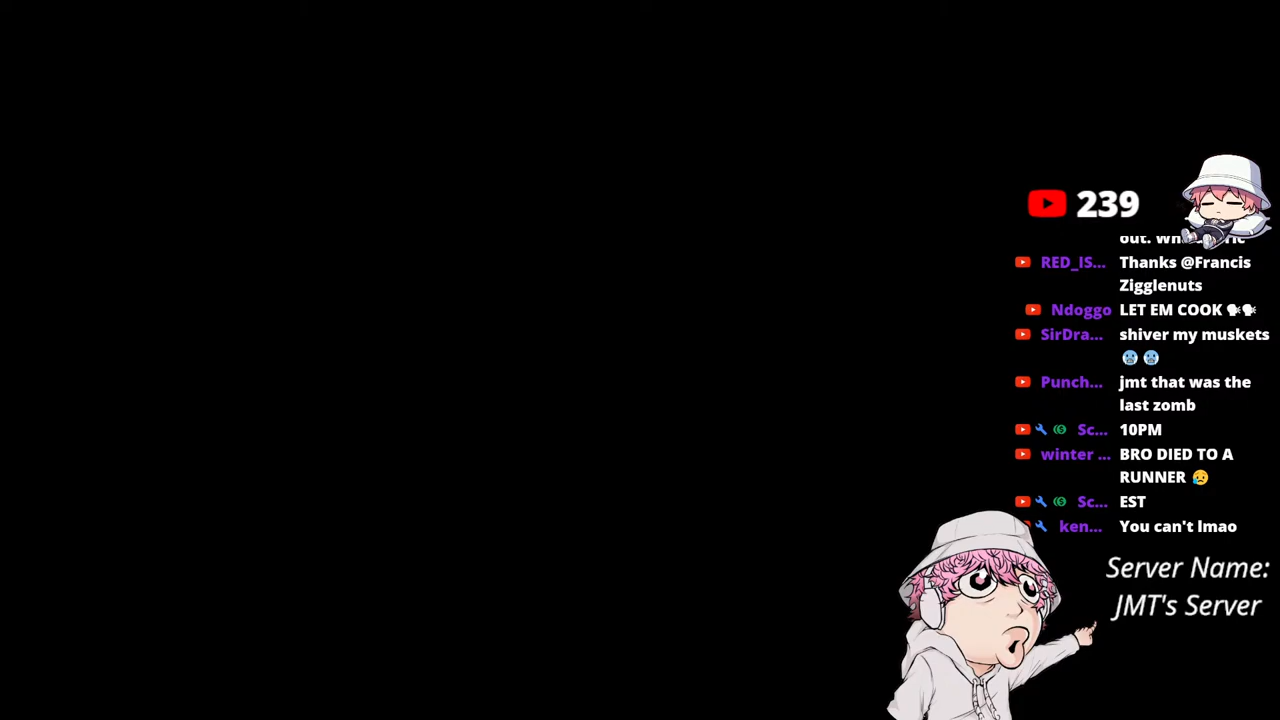 239
RED_IS... Thanks @Francis
Zigglenuts
Ndoggo LET EM COOK 🗣🗣
SirDra... shiver my muskets
🥶🥶
Punch... jmt that was the
last zomb
Sc... 10PM
winter ... BRO DIED TO A
RUNNER 😥
Sc... EST
ken... You can't lmao
Server Name:
JMT's Server